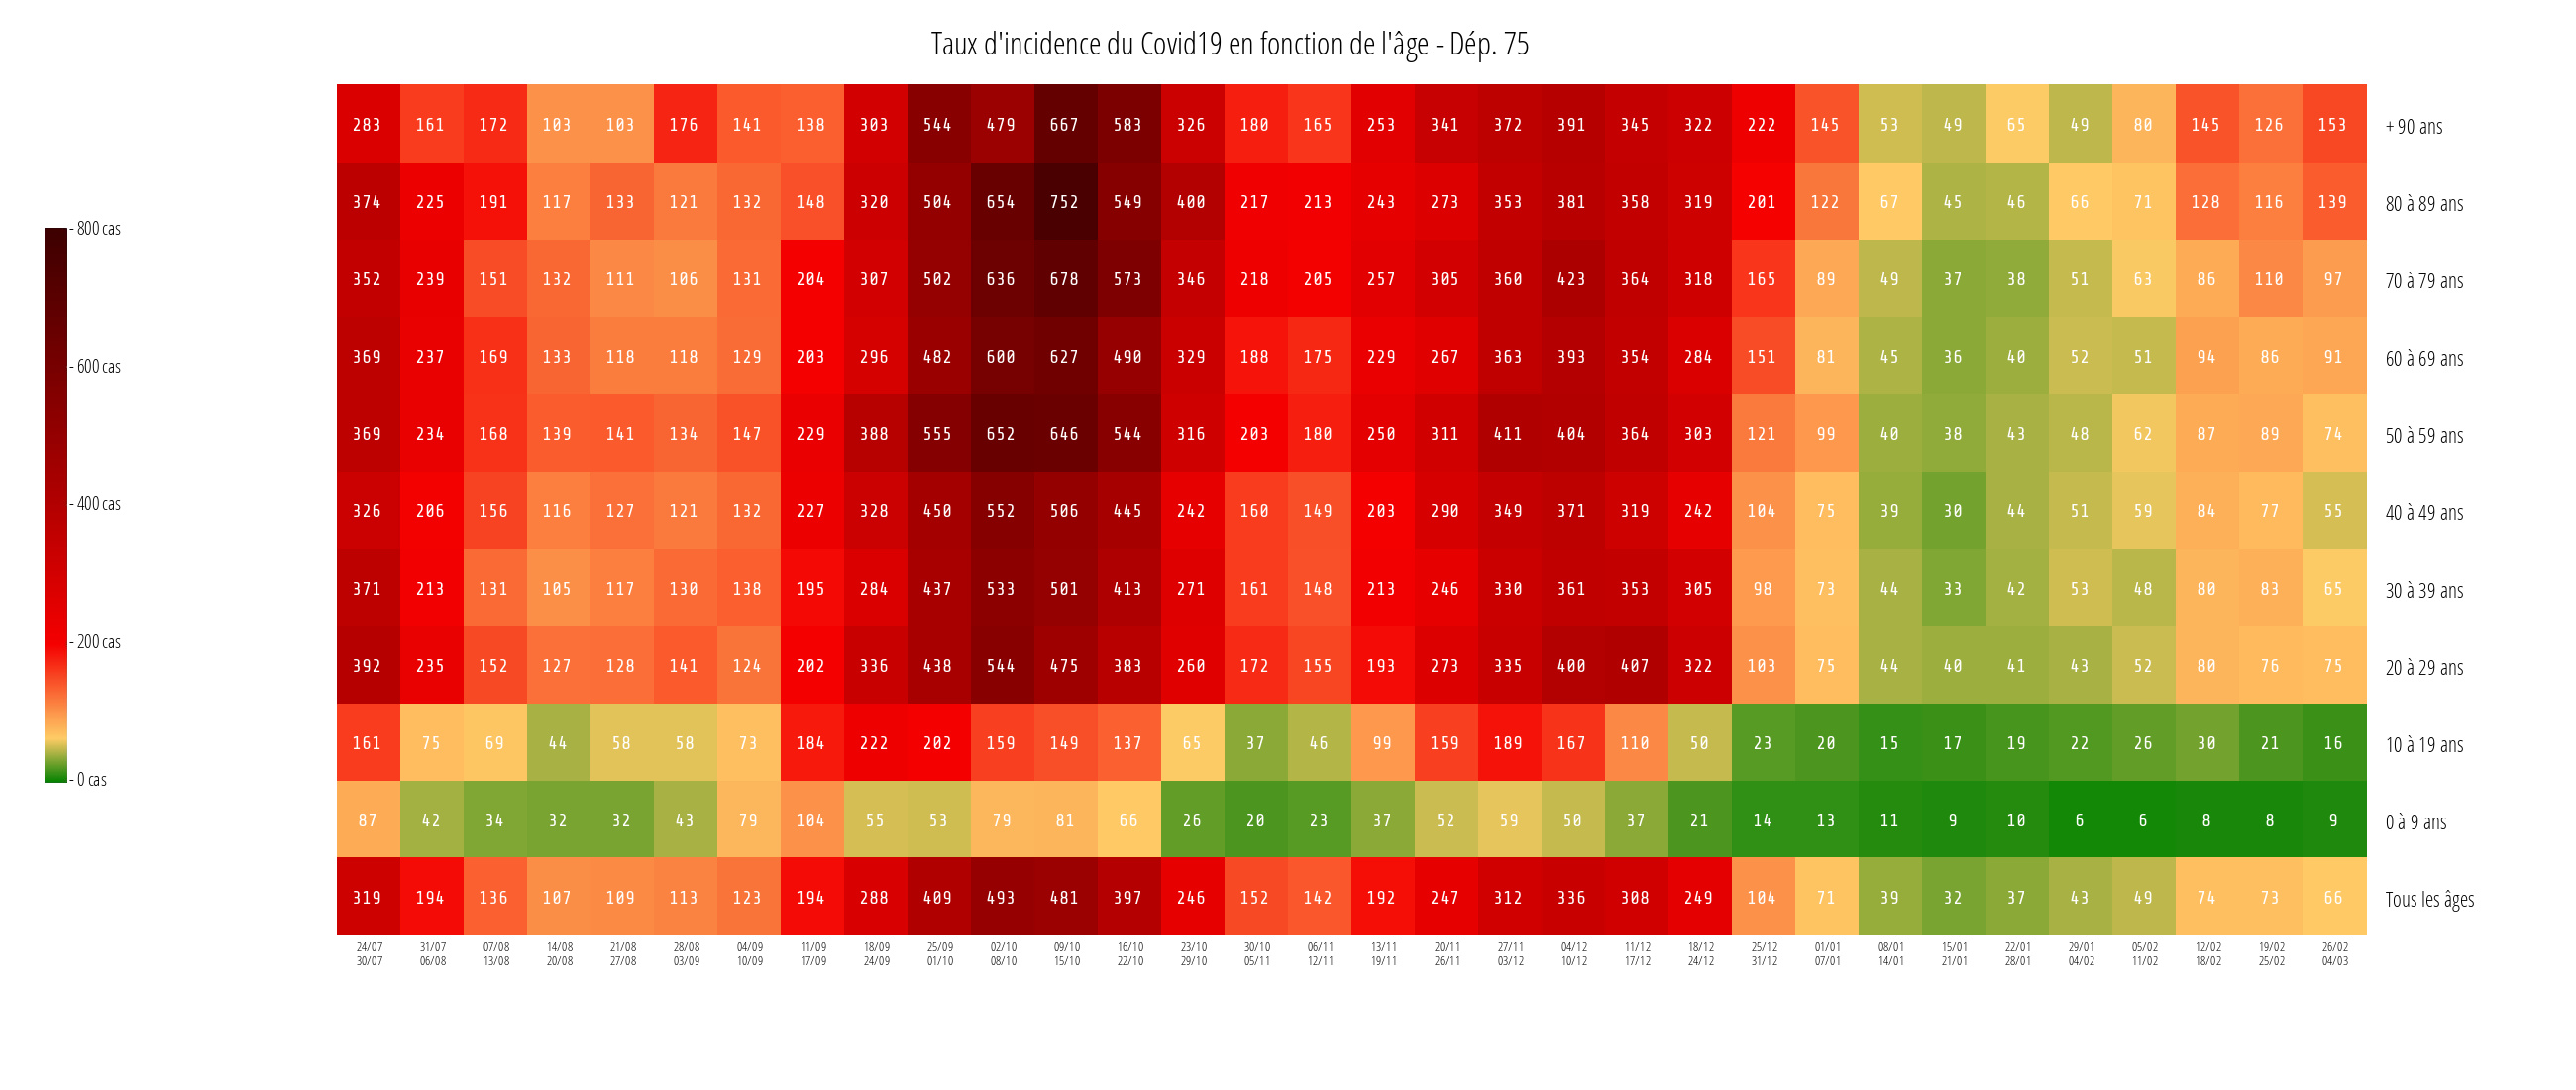 Taux d'incidence du Covid19 en fonction de l'âge - Dép. 75
- 800 cas
- 600 cas
- 400 cas
- 200 cas
- 0 cas
283 161 172 103 103 176 141 138 303 544 479 667 583 326 180 165 253 341 372 391 345 322 222 145 53 49 65 49 80 145 126 153 + 90 ans
374 225 191 117 133 121 132 148 320 504 654 752 549 400 217 213 243 273 353 381 358 319 201 122 67 45 46 66 71 128 116 139 80 à 89 ans
352 239 151 132 111 106 131 204 307 502 636 678 573 346 218 205 257 305 360 423 364 318 165 89 49 37 38 51 63 86 110 97 70 à 79 ans
369 237 169 133 118 118 129 203 296 482 600 627 490 329 188 175 229 267 363 393 354 284 151 81 45 36 40 52 51 94 86 91 60 à 69 ans
369 234 168 139 141 134 147 229 388 555 652 646 544 316 203 180 250 311 411 404 364 303 121 99 40 38 43 48 62 87 89 74 50 à 59 ans
326 206 156 116 127 121 132 227 328 450 552 506 445 242 160 149 203 290 349 371 319 242 104 75 39 30 44 51 59 84 77 55 40 à 49 ans
371 213 131 105 117 130 138 195 284 437 533 501 413 271 161 148 213 246 330 361 353 305 98 73 44 33 42 53 48 80 83 65 30 à 39 ans
392 235 152 127 128 141 124 202 336 438 544 475 383 260 172 155 193 273 335 400 407 322 103 75 44 40 41 43 52 80 76 75 20 à 29 ans
161 75 69 44 58 58 73 184 222 202 159 149 137 65 37 46 99 159 189 167 110 50 23 20 15 17 19 22 26 30 21 16 10 à 19 ans
87 42 34 32 32 43 79 104 55 53 79 81 66 26 20 23 37 52 59 50 37 21 14 13 11 9 10 6 6 8 8 9 0 à 9 ans
319 194 136 107 109 113 123 194 288 409 493 481 397 246 152 142 192 247 312 336 308 249 104 71 39 32 37 43 49 74 73 66 Tous les âges
24/07 31/07 07/08 14/08 21/08 28/08 04/09 11/09 18/09 25/09 02/10 09/10 16/10 23/10 30/10 06/11 13/11 20/11 27/11 04/12 11/12 18/12 25/12 01/01 08/01 15/01 22/01 29/01 05/02 12/02 19/02 26/02
30/07 06/08 13/08 20/08 27/08 03/09 10/09 17/09 24/09 01/10 08/10 15/10 22/10 29/10 05/11 12/11 19/11 26/11 03/12 10/12 17/12 24/12 31/12 07/01 14/01 21/01 28/01 04/02 11/02 18/02 25/02 04/03